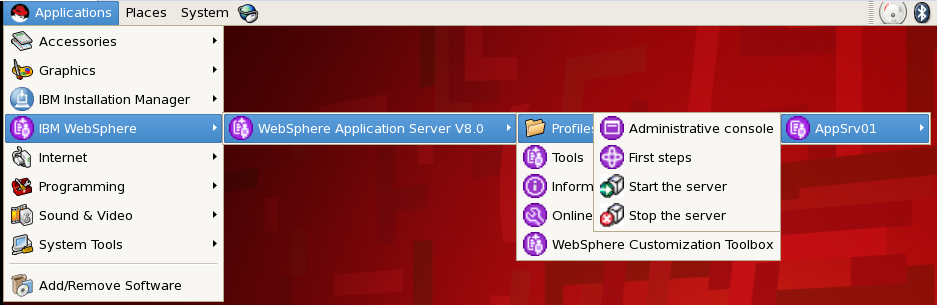 Applications Places System
Accessories
Graphics
IBM Installation Manager
IBM WebSphere
Internet
Programming
Sound & Video
System Tools
Add/Remove Software
WebSphere Application Server V8.0
Profiles
Tools
Inform
Online
WebSphere Customization Toolbox
Administrative console
First steps
Start the server
Stop the server
AppSrv01